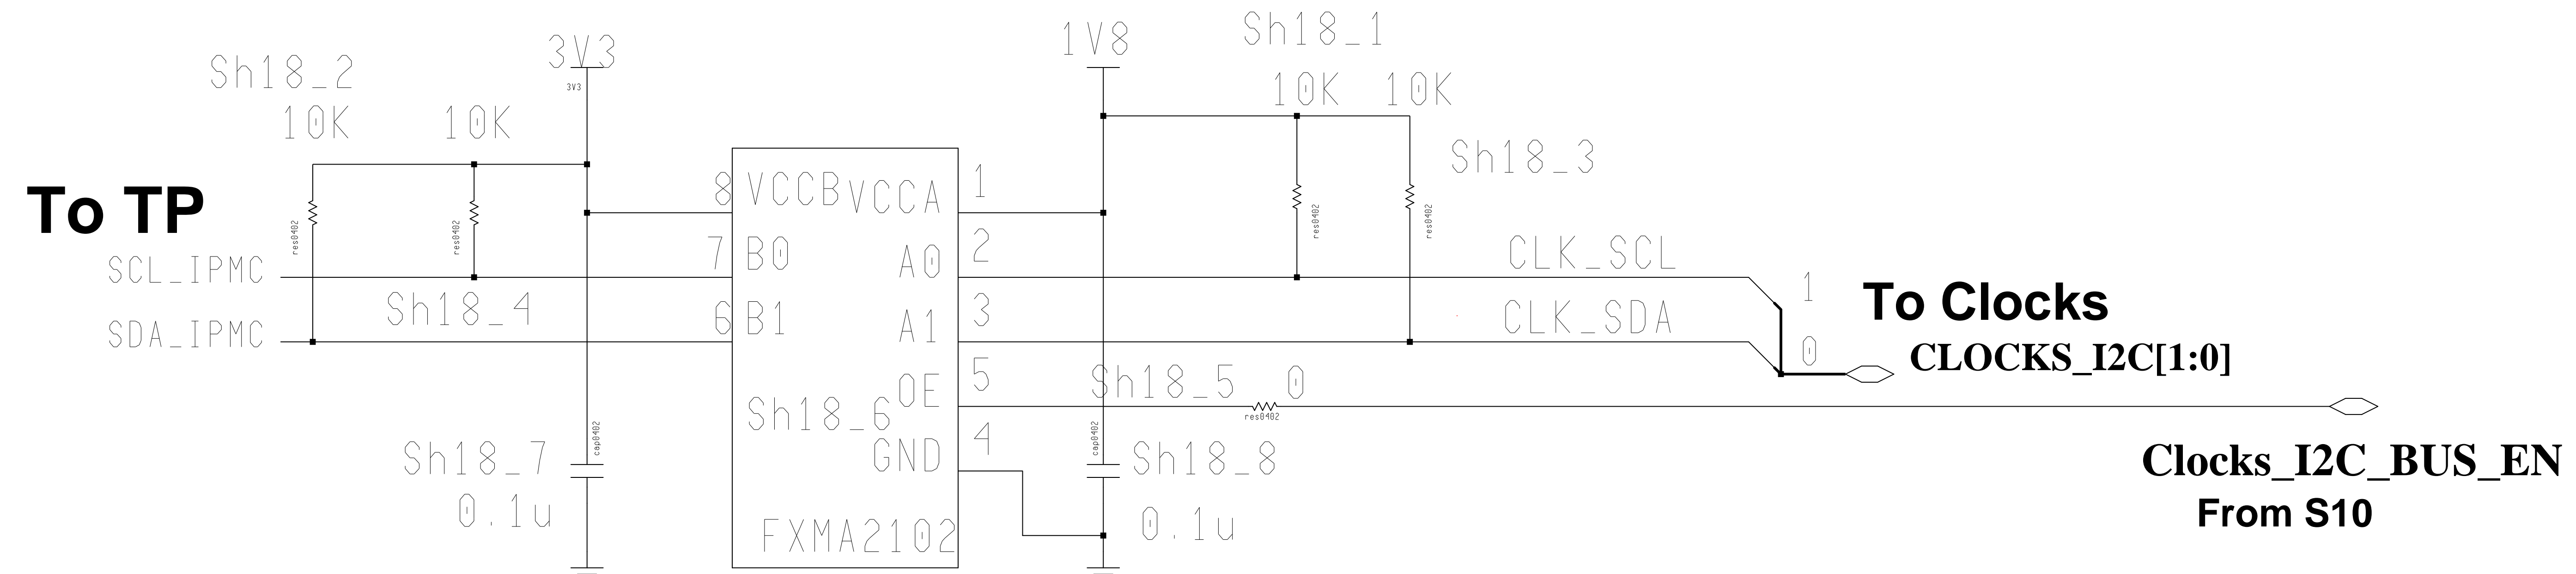 Sh18_1
3V3
1V8
Sh18_2
3V3
10K
10K
10K
10K
Sh18_3
To TP
8
VCCB
VCCA
1
res0402
res0402
res0402
res0402
7
B0
A0
2
CLK_SCL
SCL_IPMC
1
To Clocks
Sh18_4
6
B1
A1
3
CLK_SDA
SDA_IPMC
0
CLOCKS_I2C[1:0]
OE
5
Sh18_5
0
Sh18_6
res0402
cap0402
cap0402
GND
4
Sh18_7
Sh18_8
Clocks_I2C_BUS_EN
0.1u
0.1u
From S10
FXMA2102